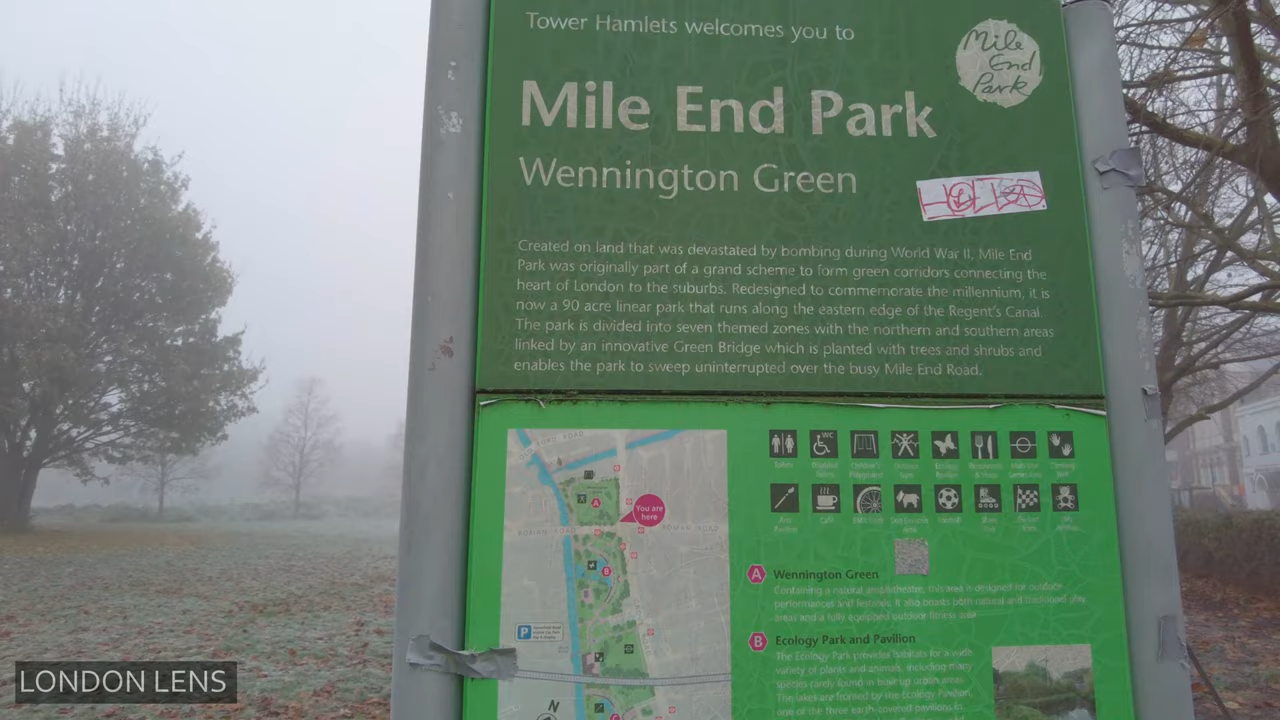 Tower Hamlets welcomes you to
Mile End Park
Mile End Park
Wennington Green
Created on land that was devastated by bombing during World War II, Mile End
Park was originally part of a grand scheme to form green corridors connecting the
heart of London to the suburbs. Redesigned to commemorate the millennium, it is
now a 90 acre linear park that runs along the eastern edge of the Regent's Canal.
The park is divided into seven themed zones with the northern and southern areas
linked by an innovative Green Bridge which is planted with trees and shrubs and
enables the park to sweep uninterrupted over the busy Mile End Road.
WC
You are
here
ROMAN ROAD
A
B
P
N
A Wennington Green
Containing a natural amphitheatre, this area is designed for outdoor
performances and festivals. It also boasts both natural and traditional play
areas and a fully equipped outdoor fitness area
B Ecology Park and Pavilion
The Ecology Park provides habitats for a wide
variety of plants and animals, including many
species rarely found in built up urban areas.
The lakes are fronted by the Ecology Pavilion,
one of the three earth-covered pavilions in
LONDON LENS